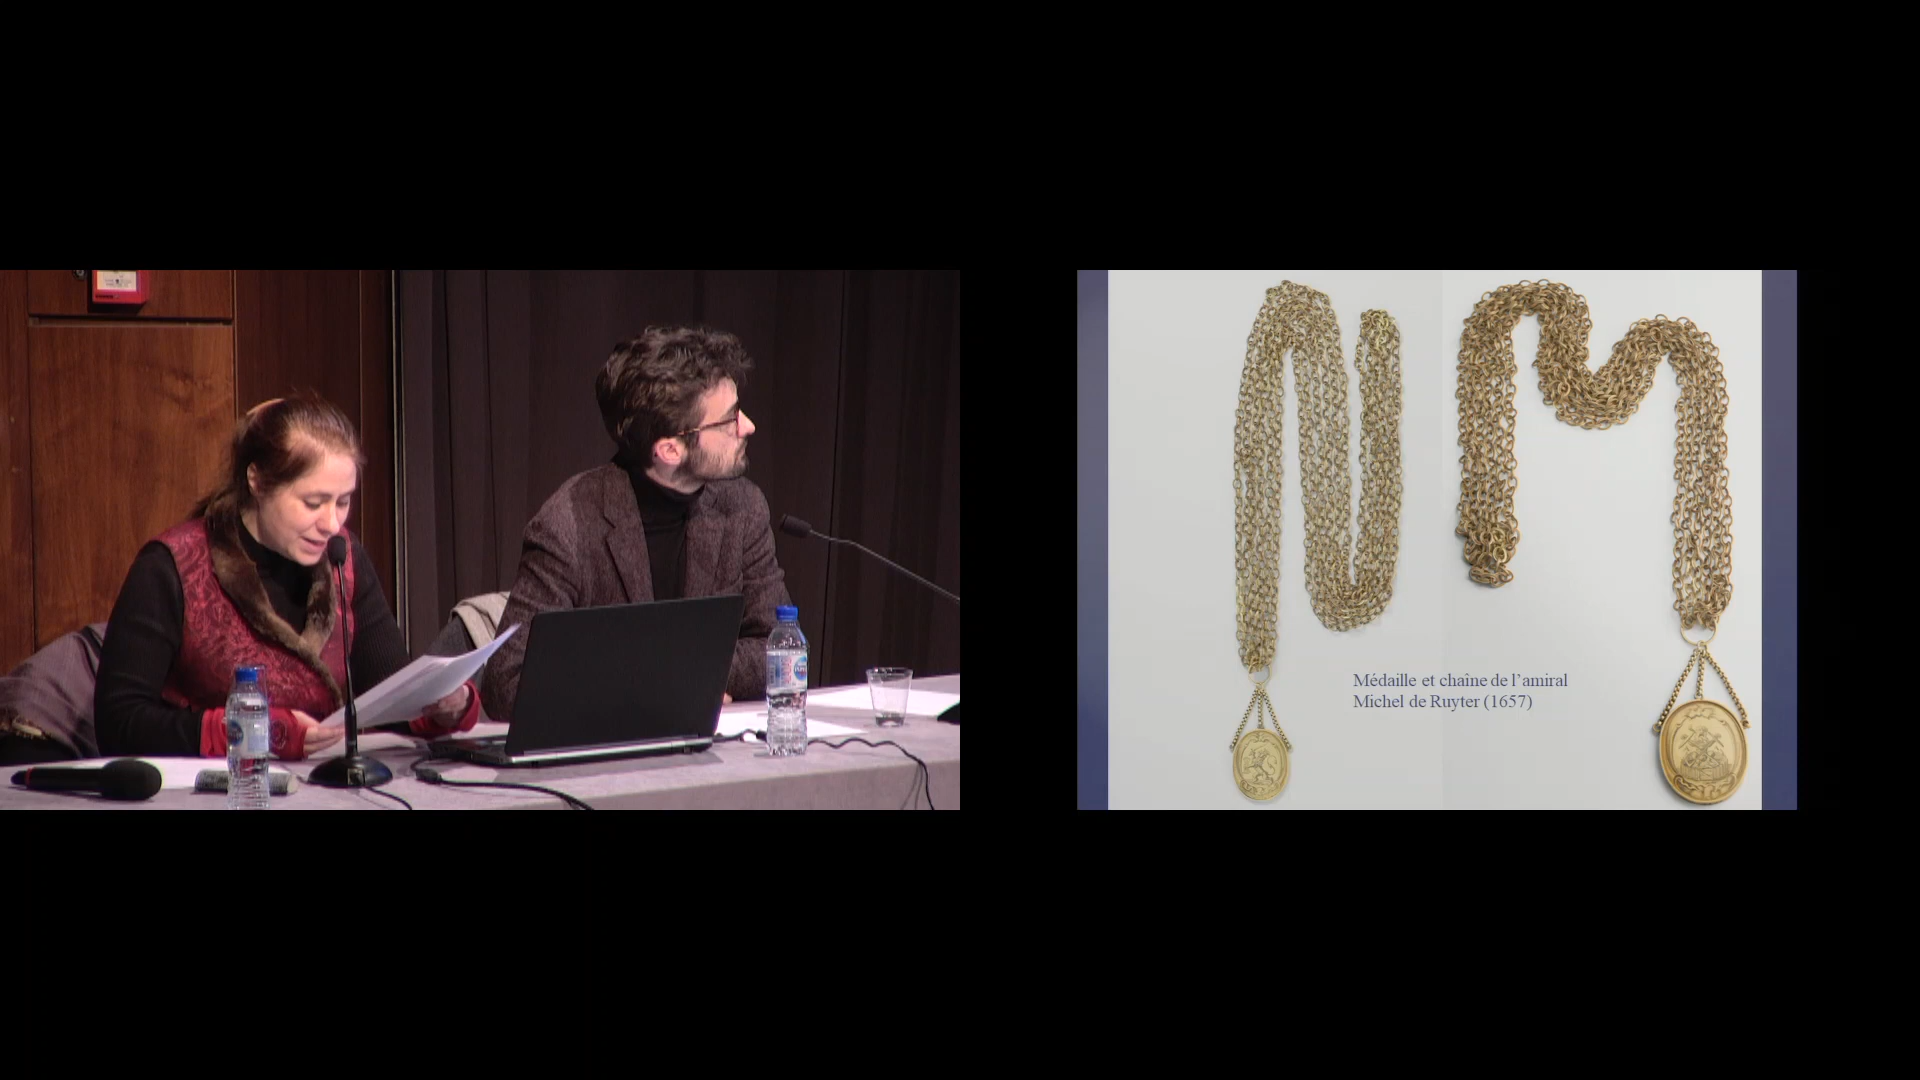 Médaille et chaîne de l’amiral
Michel de Ruyter (1657)